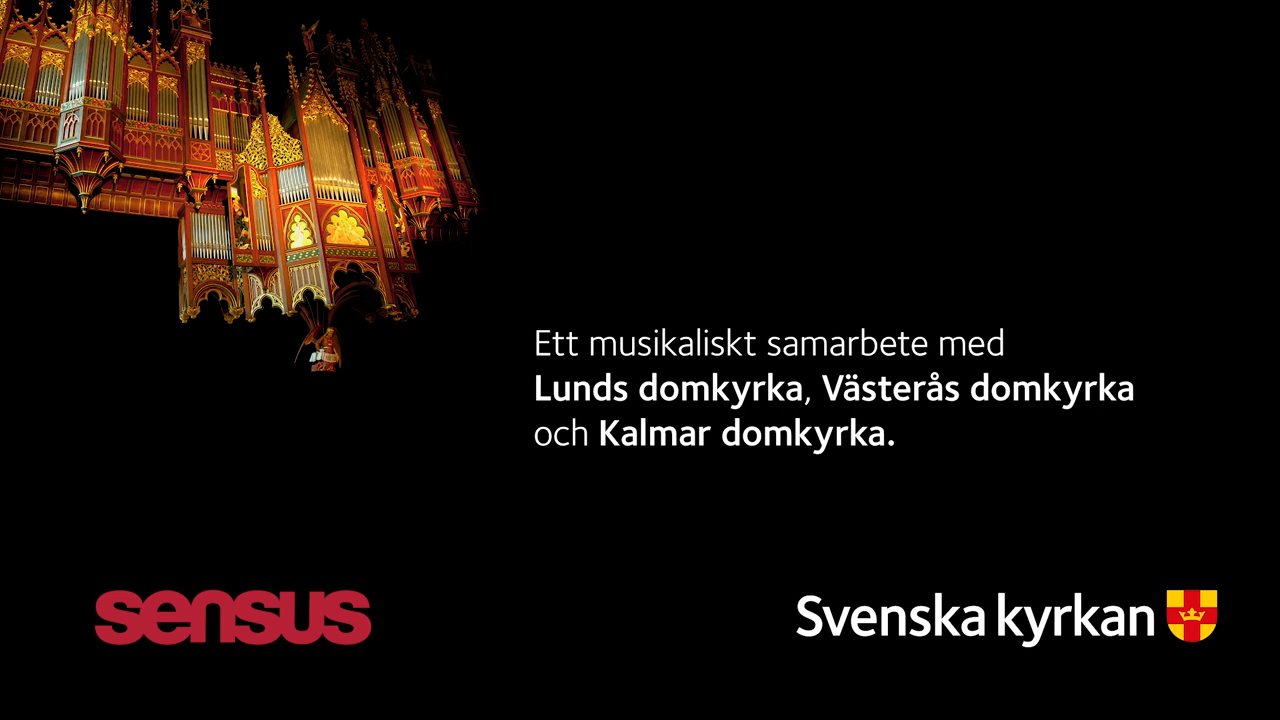 Ett musikaliskt samarbete med
Lunds domkyrka, Västerås domkyrka
och Kalmar domkyrka.
sensus
Svenska kyrkan